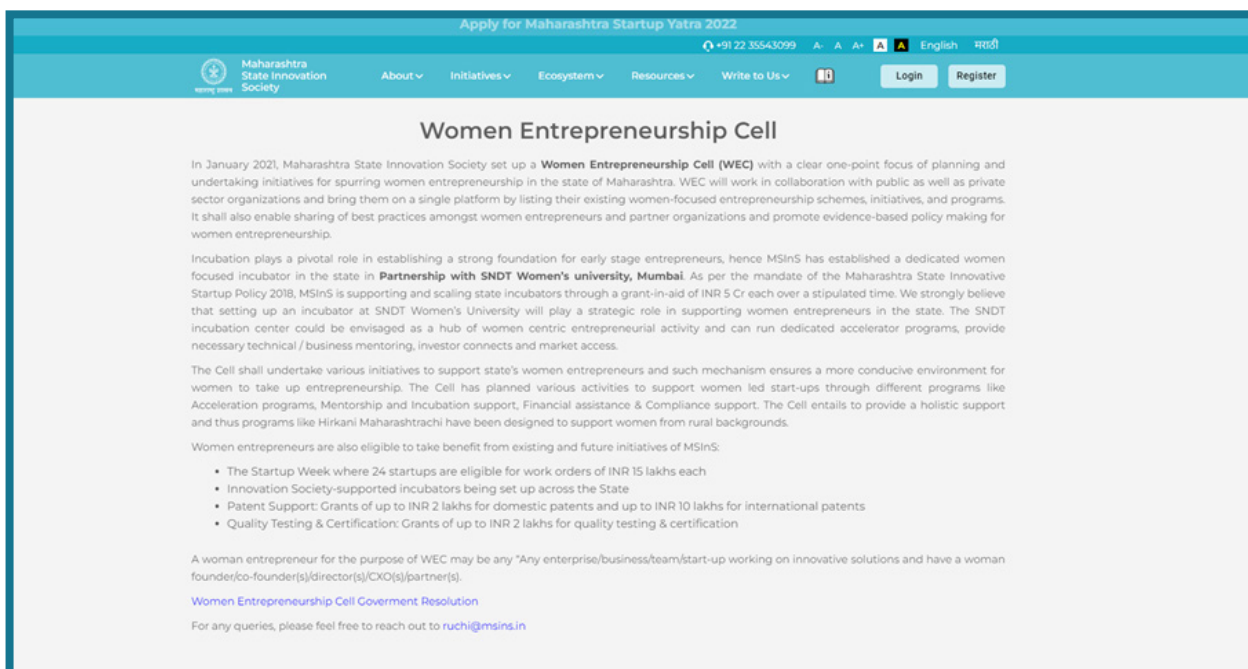 Apply for Maharashtra Startup Yatra 2022
+91 22 35543099 A- A A+ A A English मराठी
Maharashtra
State Innovation
Society
About Initiatives Ecosystem Resources Write to Us Login Register
Women Entrepreneurship Cell
In January 2021, Maharashtra State Innovation Society set up a Women Entrepreneurship Cell (WEC) with a clear one-point focus of planning and
undertaking initiatives for spurring women entrepreneurship in the state of Maharashtra. WEC will work in collaboration with public as well as private
sector organizations and bring them on a single platform by listing their existing women-focused entrepreneurship schemes, initiatives, and programs.
It shall also enable sharing of best practices amongst women entrepreneurs and partner organizations and promote evidence-based policy making for
women entrepreneurship.
Incubation plays a pivotal role in establishing a strong foundation for early stage entrepreneurs, hence MSInS has established a dedicated women
focused incubator in the state in Partnership with SNDT Women's university, Mumbai. As per the mandate of the Maharashtra State Innovative
Startup Policy 2018, MSInS is supporting and scaling state incubators through a grant-in-aid of INR 5 Cr each over a stipulated time. We strongly believe
that setting up an incubator at SNDT Women's University will play a strategic role in supporting women entrepreneurs in the state. The SNDT
incubation center could be envisaged as a hub of women centric entrepreneurial activity and can run dedicated accelerator programs, provide
necessary technical / business mentoring, investor connects and market access.
The Cell shall undertake various initiatives to support state's women entrepreneurs and such mechanism ensures a more conducive environment for
women to take up entrepreneurship. The Cell has planned various activities to support women led start-ups through different programs like
Acceleration programs, Mentorship and Incubation support, Financial assistance & Compliance support. The Cell entails to provide a holistic support
and thus programs like Hirkani Maharashtrachi have been designed to support women from rural backgrounds.
Women entrepreneurs are also eligible to take benefit from existing and future initiatives of MSInS:
• The Startup Week where 24 startups are eligible for work orders of INR 15 lakhs each
• Innovation Society-supported incubators being set up across the State
• Patent Support: Grants of up to INR 2 lakhs for domestic patents and up to INR 10 lakhs for international patents
• Quality Testing & Certification: Grants of up to INR 2 lakhs for quality testing & certification
A woman entrepreneur for the purpose of WEC may be any "Any enterprise/business/team/start-up working on innovative solutions and have a woman
founder/co-founder(s)/director(s)/CXO(s)/partner(s).
Women Entrepreneurship Cell Goverment Resolution
For any queries, please feel free to reach out to ruchi@msins.in